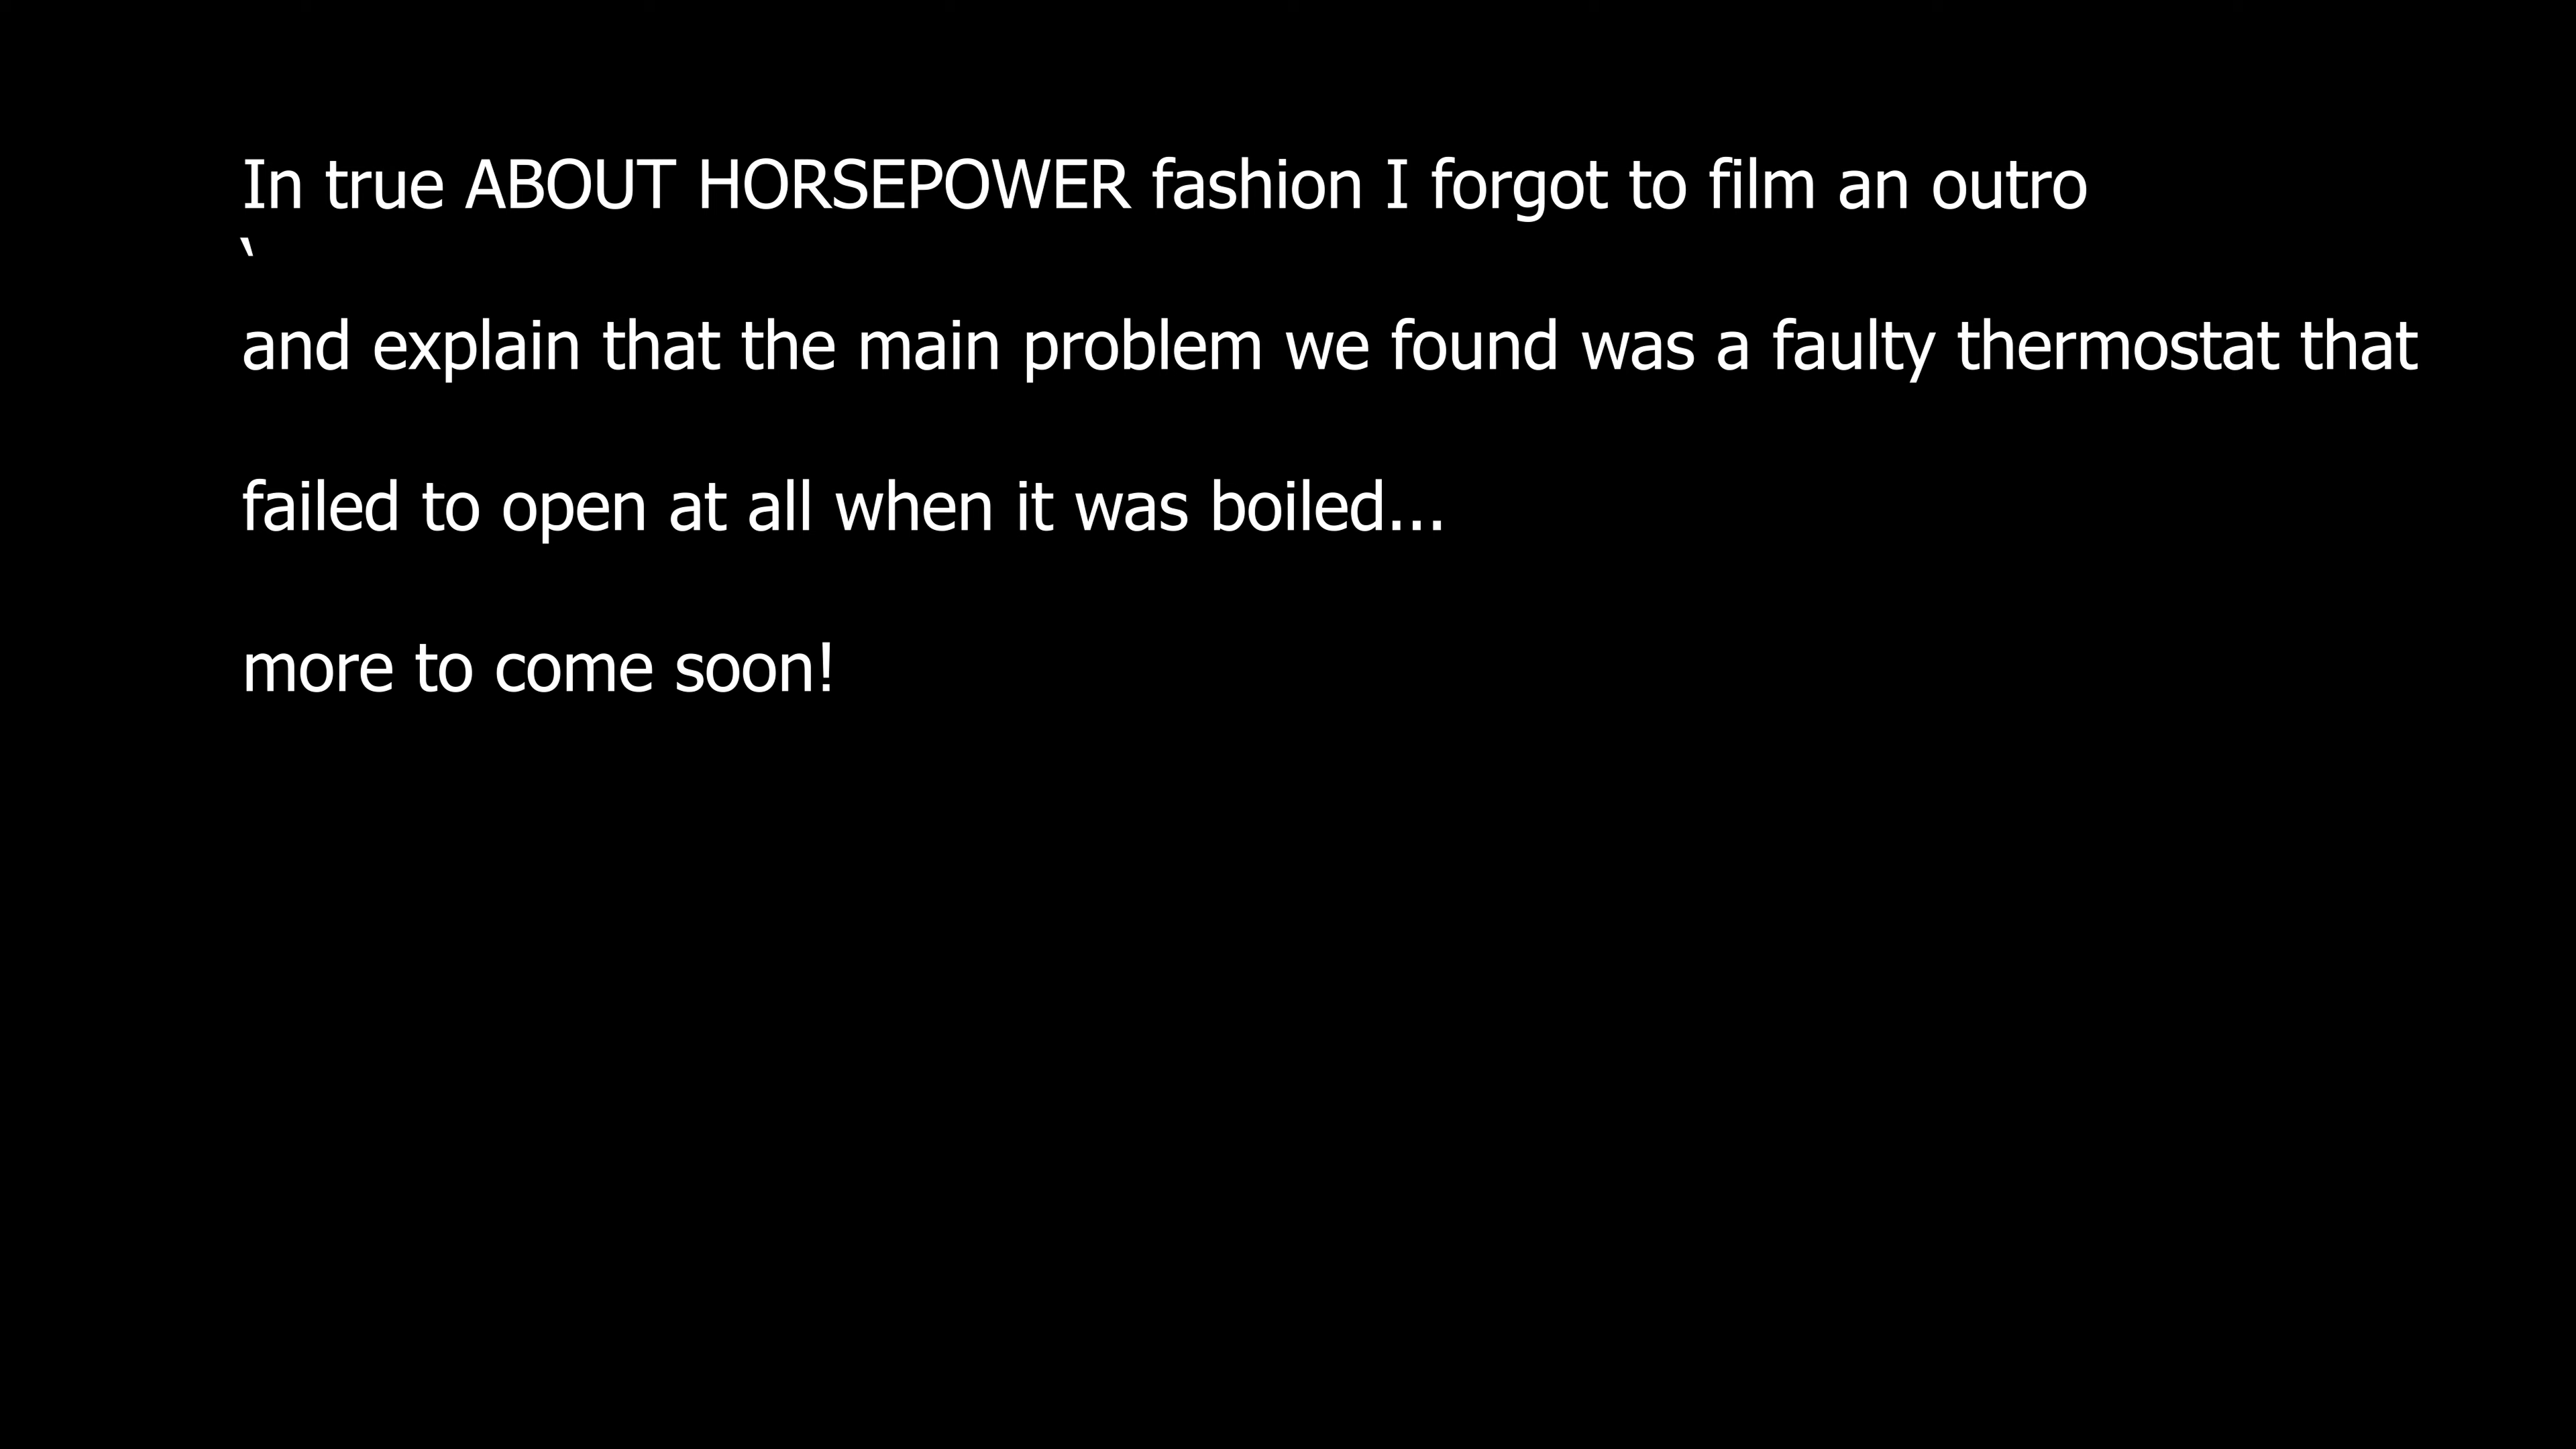 In true ABOUT HORSEPOWER fashion I forgot to film an outro
`
and explain that the main problem we found was a faulty thermostat that
failed to open at all when it was boiled...
more to come soon!